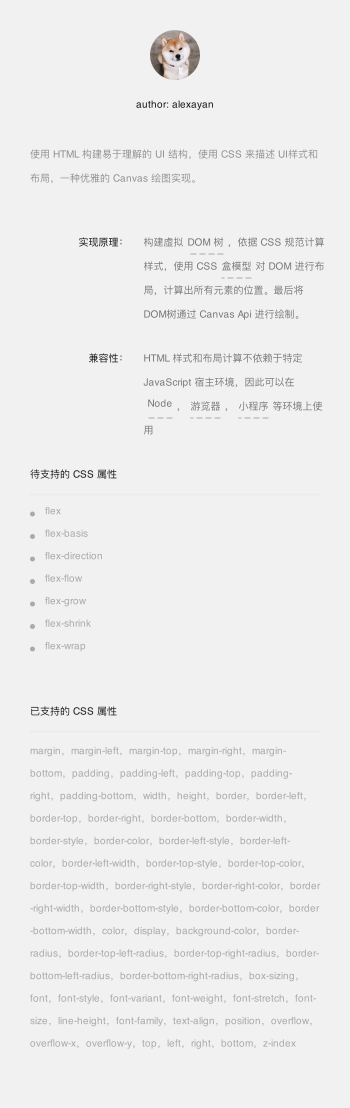 author: alexayan
使用 HTML 构建易于理解的 UI 结构，使用 CSS 来描述 UI样式和
布局，一种优雅的 Canvas 绘图实现。
实现原理： 构建虚拟 DOM 树 ，依据 CSS 规范计算
样式，使用 CSS 盒模型 对 DOM 进行布
局，计算出所有元素的位置。最后将
DOM树通过 Canvas Api 进行绘制。
兼容性： HTML 样式和布局计算不依赖于特定
JavaScript 宿主环境，因此可以在
Node ， 游览器 ， 小程序 等环境上使
用
待支持的 CSS 属性
flex
flex-basis
flex-direction
flex-flow
flex-grow
flex-shrink
flex-wrap
已支持的 CSS 属性
margin，margin-left，margin-top，margin-right，margin-
bottom，padding，padding-left，padding-top，padding-
right，padding-bottom，width，height，border，border-left，
border-top，border-right，border-bottom，border-width，
border-style，border-color，border-left-style，border-left-
color，border-left-width，border-top-style，border-top-color，
border-top-width，border-right-style，border-right-color，border
-right-width，border-bottom-style，border-bottom-color，border
-bottom-width，color，display，background-color，border-
radius，border-top-left-radius，border-top-right-radius，border-
bottom-left-radius，border-bottom-right-radius，box-sizing，
font，font-style，font-variant，font-weight，font-stretch，font-
size，line-height，font-family，text-align，position，overflow，
overflow-x，overflow-y，top，left，right，bottom，z-index